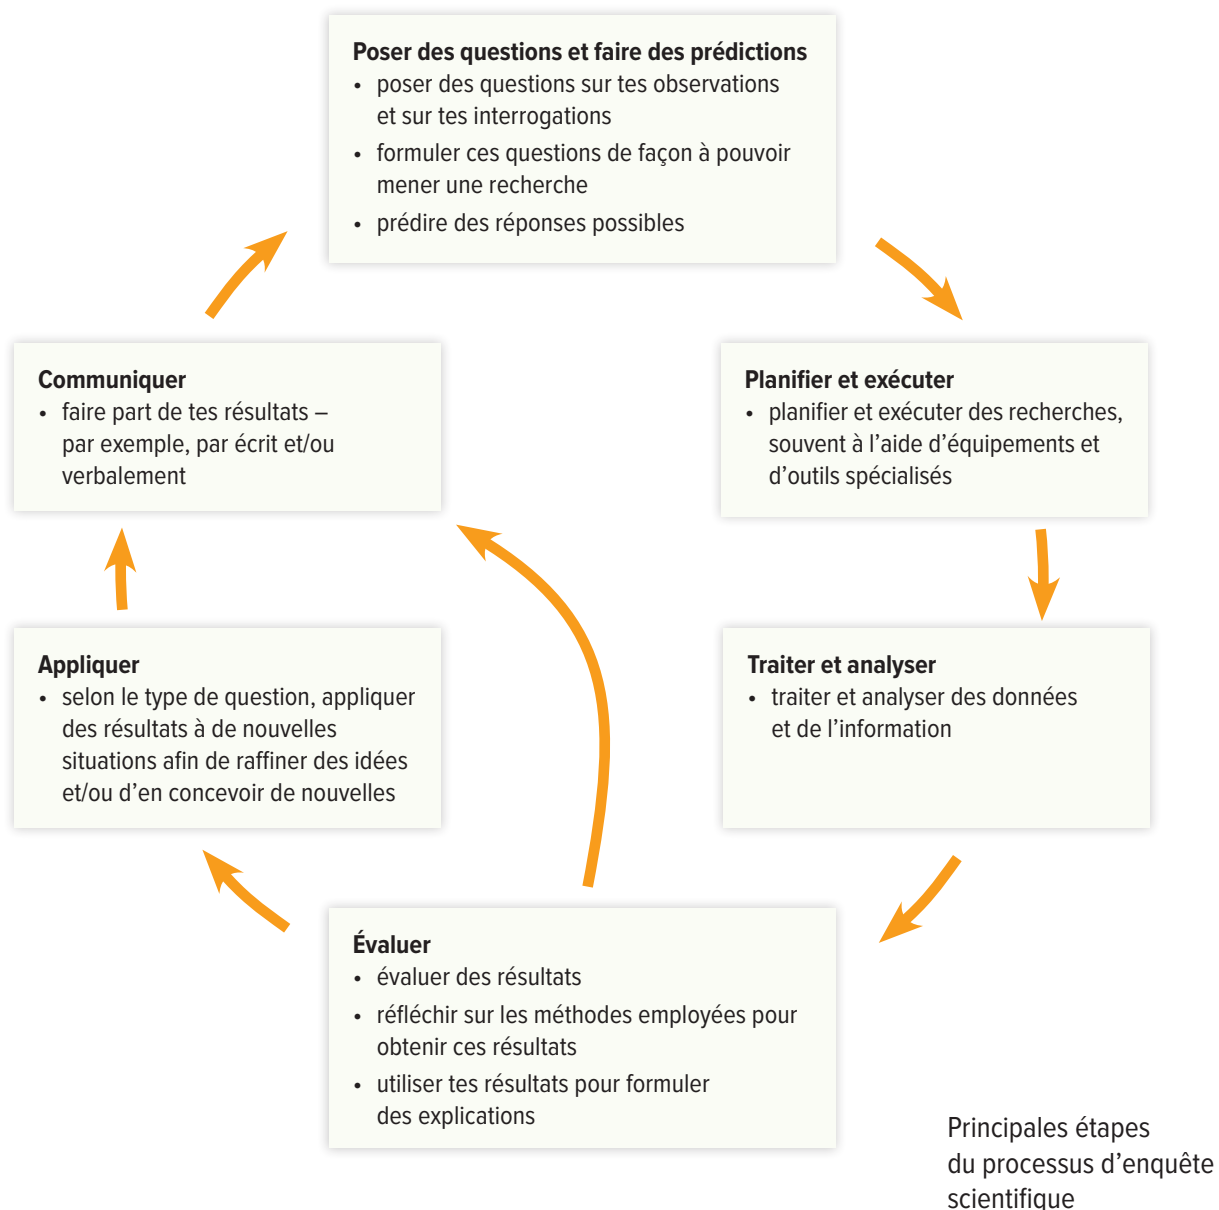 Poser des questions et faire des prédictions
• poser des questions sur tes observations
et sur tes interrogations
• formuler ces questions de façon à pouvoir
mener une recherche
• prédire des réponses possibles
Planifier et exécuter
• planifier et exécuter des recherches,
souvent à l’aide d’équipements et
d’outils spécialisés
Traiter et analyser
• traiter et analyser des données
et de l’information
Évaluer
• évaluer des résultats
• réfléchir sur les méthodes employées pour
obtenir ces résultats
• utiliser tes résultats pour formuler
des explications
Appliquer
• selon le type de question, appliquer
des résultats à de nouvelles
situations afin de raffiner des idées
et/ou d’en concevoir de nouvelles
Communiquer
• faire part de tes résultats –
par exemple, par écrit et/ou
verbalement
Principales étapes
du processus d’enquête
scientifique